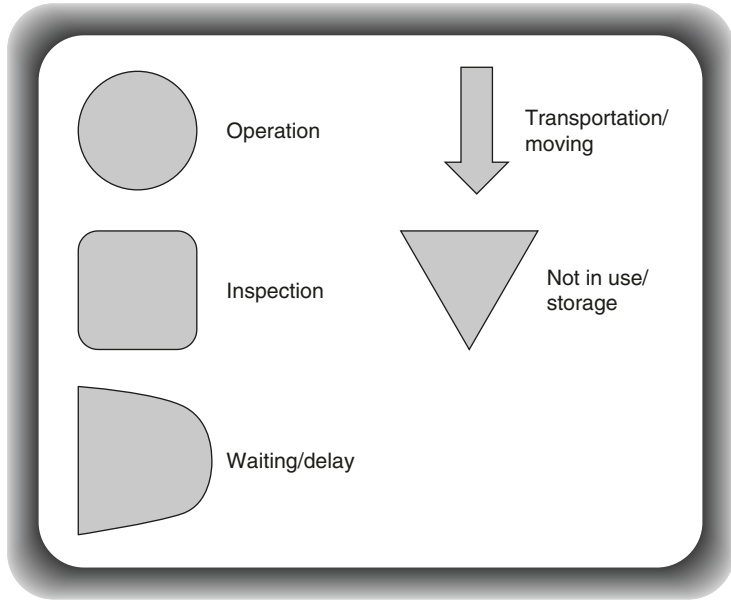 Operation
Transportation/
moving
Inspection
Not in use/
storage
Waiting/delay